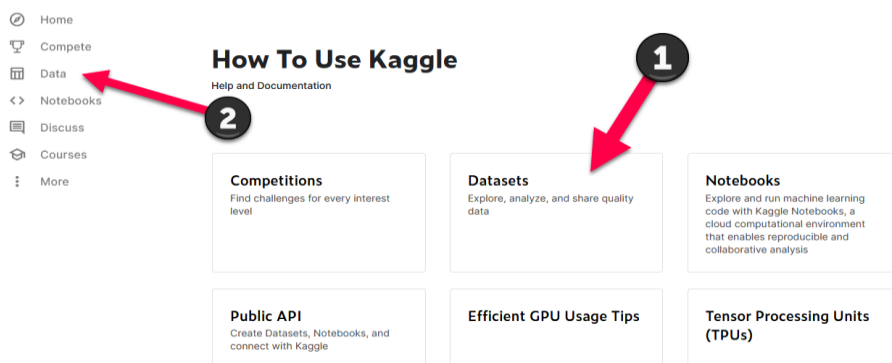 Home
Compete
Data
Notebooks
Discuss
Courses
More
How To Use Kaggle
Help and Documentation
1
2
Competitions
Find challenges for every interest
level
Datasets
Explore, analyze, and share quality
data
Notebooks
Explore and run machine learning
code with Kaggle Notebooks, a
cloud computational environment
that enables reproducible and
collaborative analysis
Public API
Create Datasets, Notebooks, and
connect with Kaggle
Efficient GPU Usage Tips
Tensor Processing Units
(TPUs)